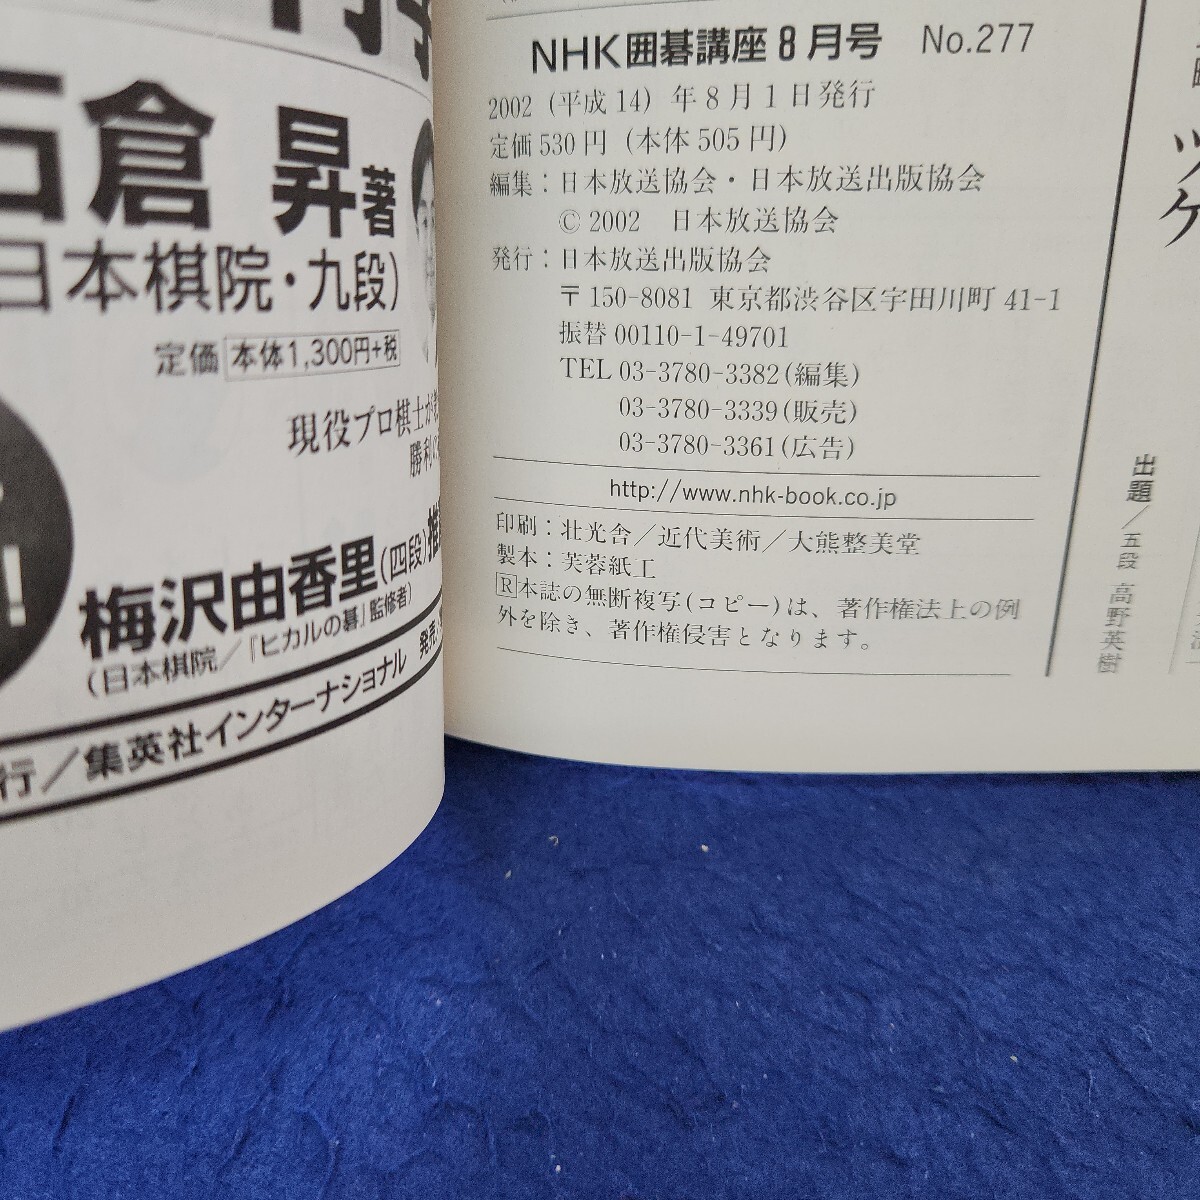 石倉 昇著
日本棋院・九段)
定価 本体1,300円+税
現役プロ棋士が
勝利
梅沢由香里(四段)推
(日本棋院/『ヒカルの碁』監修者)
行/集英社インターナショナル 発売
NHK囲碁講座8月号 No.277
2002 (平成14) 年8月1日発行
定価530円 (本体505円)
編集:日本放送協会・日本放送出版協会
© 2002 日本放送協会
発行:日本放送出版協会
〒150-8081 東京都渋谷区宇田川町 41-1
振替 00110-1-49701
TEL 03-3780-3382(編集)
03-3780-3339(販売)
03-3780-3361(広告)
http://www.nhk-book.co.jp
印刷:壮光舎/近代美術/大熊整美堂
製本:芙蓉紙工
R本誌の無断複写(コピー)は、著作権法上の例
外を除き、著作権侵害となります。
ツケ
出題/五段 高野英樹